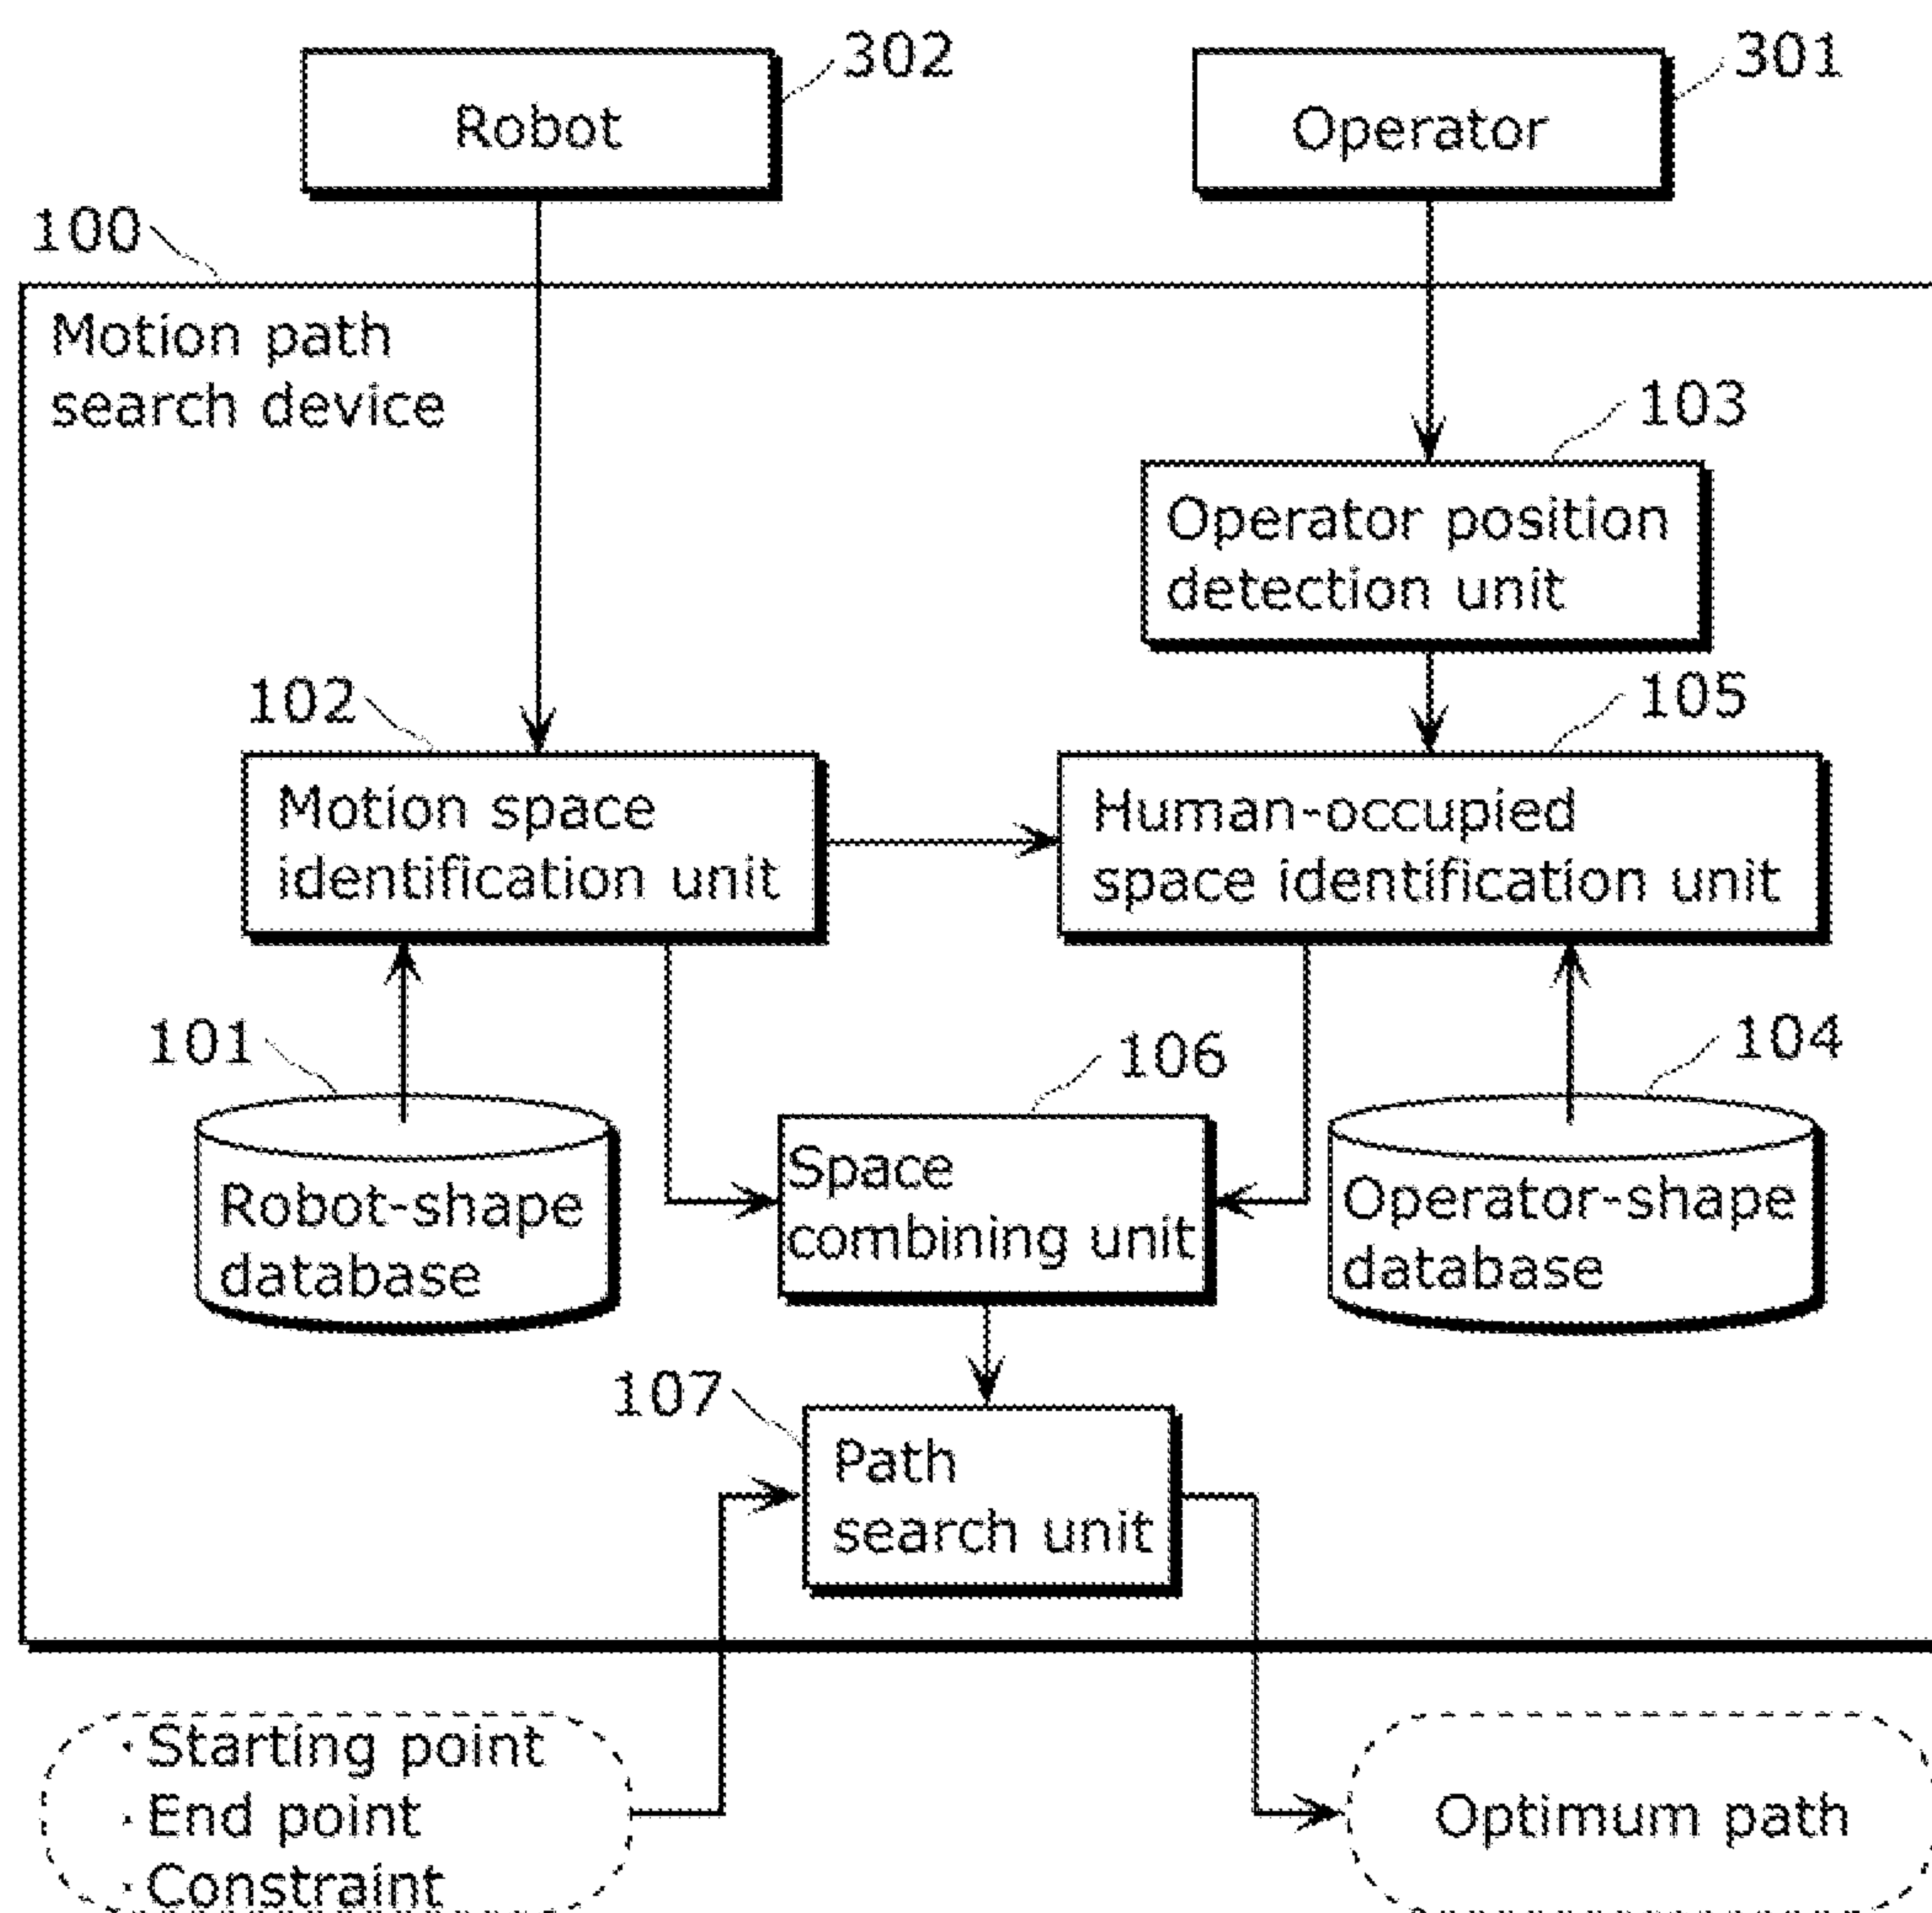 302
301
Robot
Operator
100
Motion path
search device
103
Operator position
detection unit
102
105
Motion space
identification unit
Human-occupied
space identification unit
101
106
104
Robot-shape
database
Space
combining unit
Operator-shape
database
107
Path
search unit
· Starting point
· End point
· Constraint
Optimum path